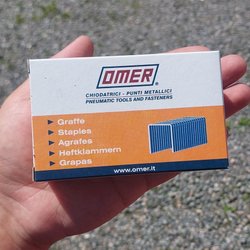 OMER®
CHIODATRICI - PUNTI METALLICI
PNEUMATIC TOOLS AND FASTENERS
Graffe
Staples
Agrafes
Heftklammern
Grapas
www.omer.it